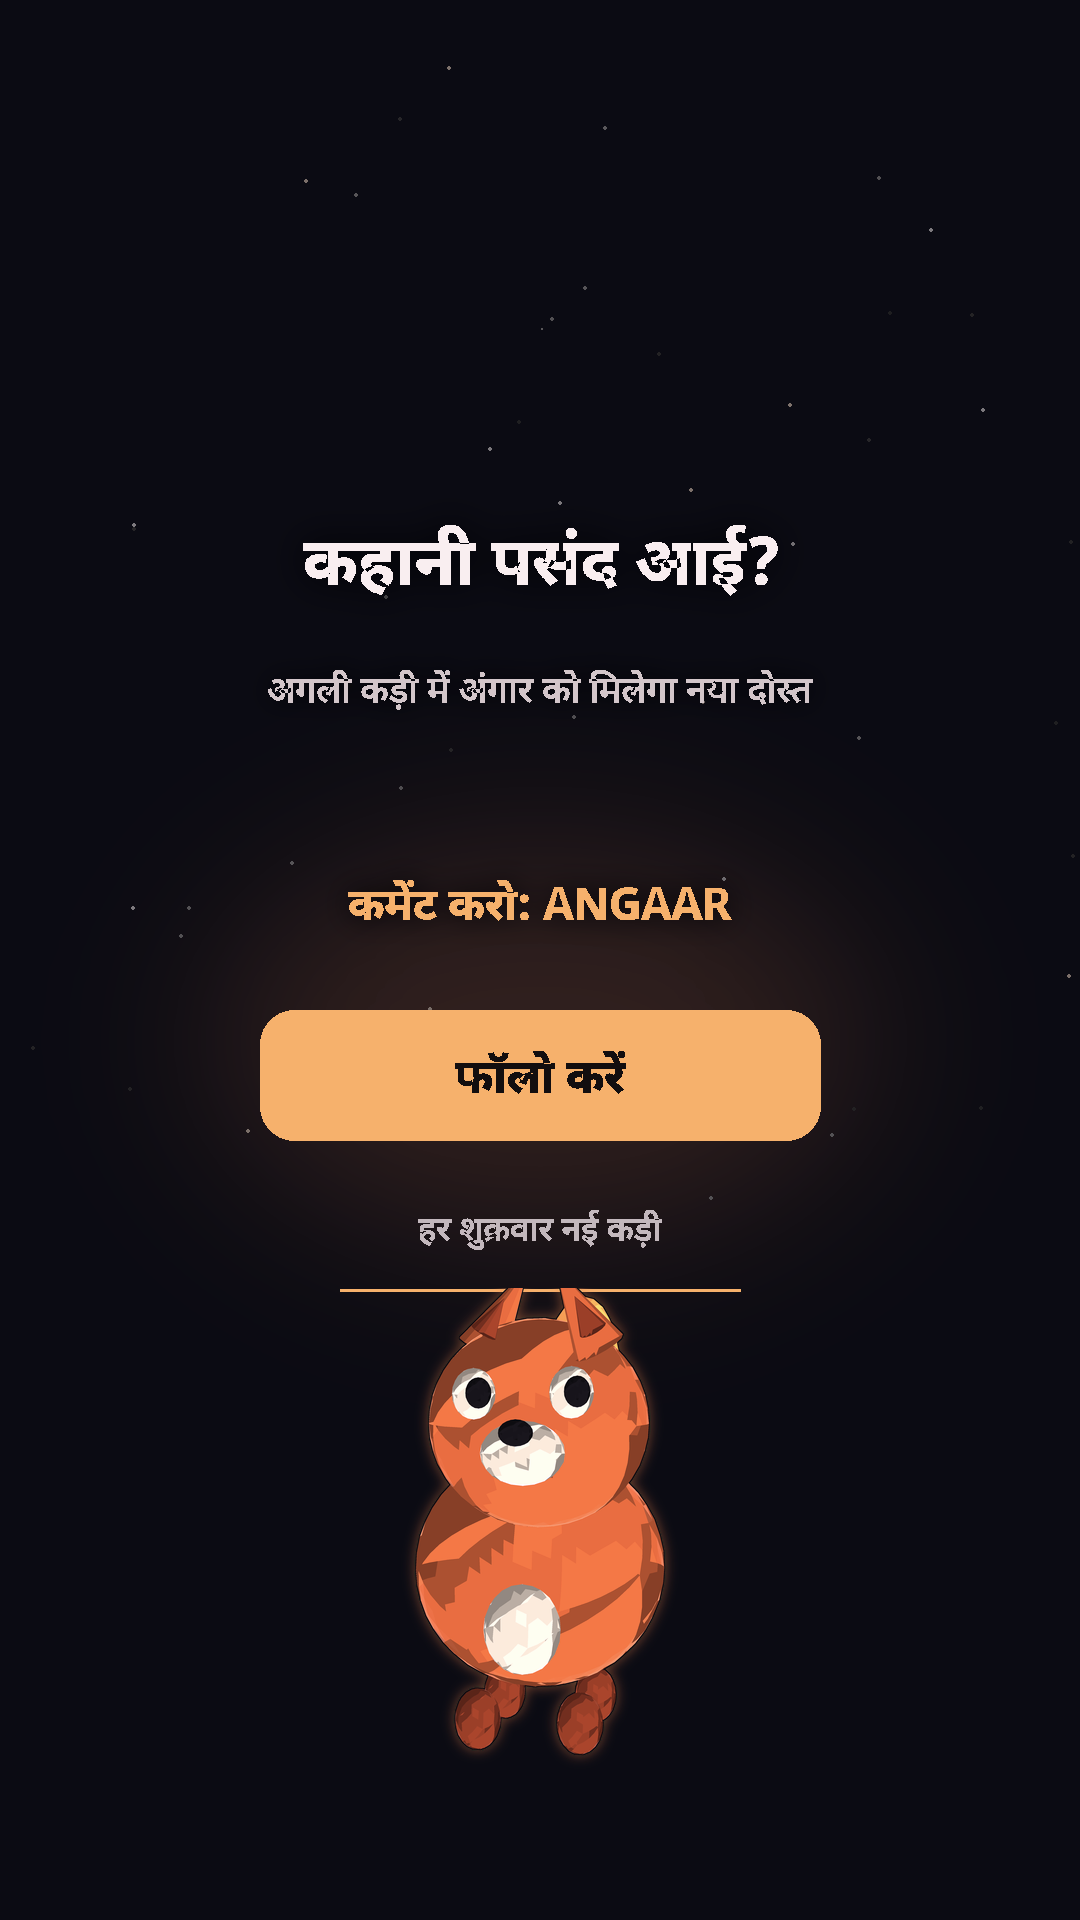 कहानी पसंद आई?
अगली कड़ी में अंगार को मिलेगा नया दोस्त
कमेंट करो: ANGAAR
फॉलो करें
हर शुक्रवार नई कड़ी